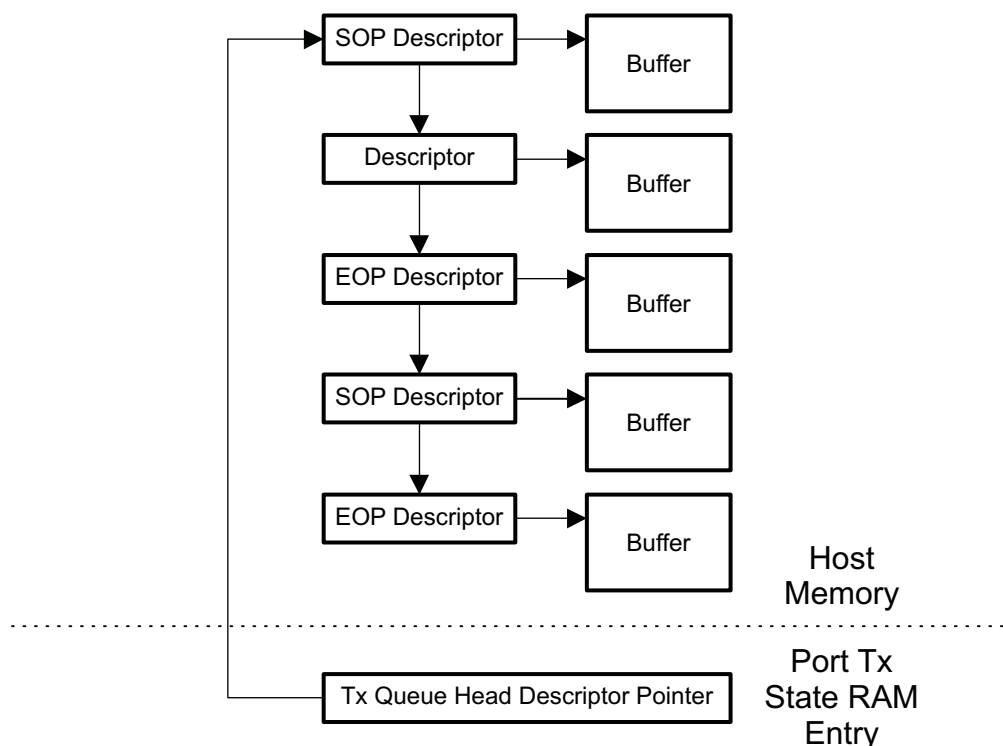 SOP Descriptor
Buffer
Descriptor
Buffer
EOP Descriptor
Buffer
SOP Descriptor
Buffer
EOP Descriptor
Buffer
Host
Memory
Port Tx
State RAM
Entry
Tx Queue Head Descriptor Pointer